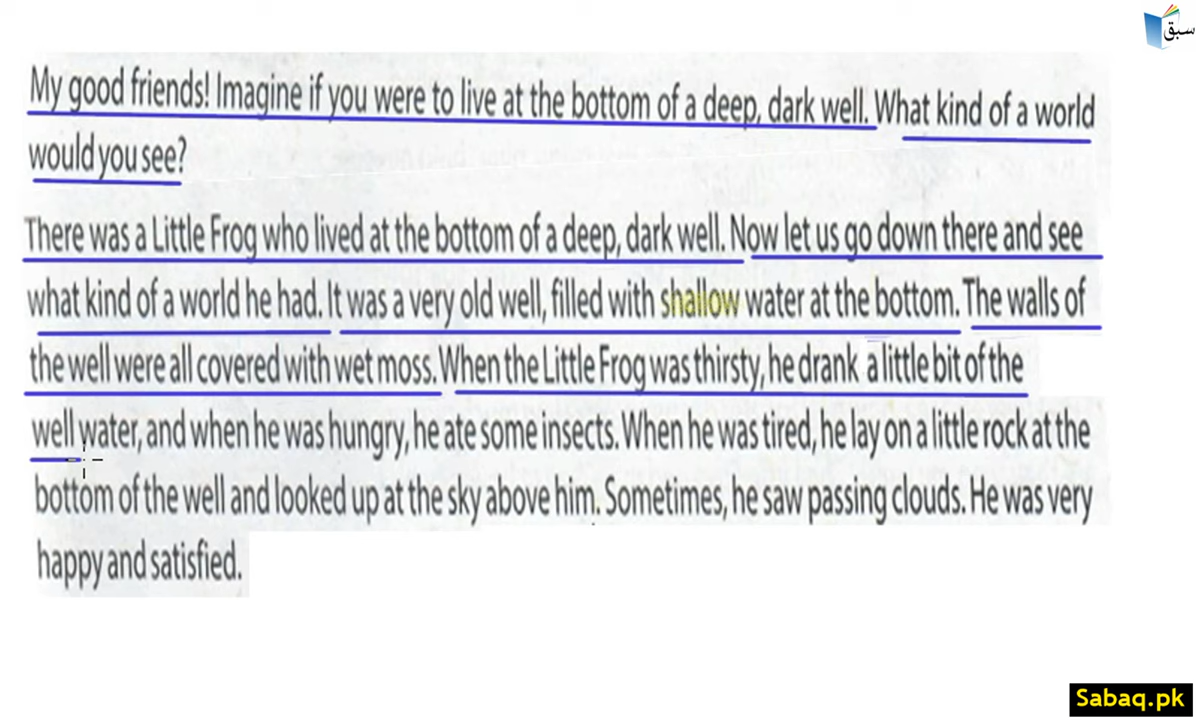 سبق
My good friends! Imagine if you were to live at the bottom of a deep, dark well. What kind of a world
would you see?
There was a Little Frog who lived at the bottom of a deep, dark well. Now let us go down there and see
what kind of a world he had. It was a very old well, filled with shallow water at the bottom. The walls of
the well were all covered with wet moss. When the Little Frog was thirsty, he drank a little bit of the
well water, and when he was hungry, he ate some insects. When he was tired, he lay on a little rock at the
bottom of the well and looked up at the sky above him. Sometimes, he saw passing clouds. He was very
happy and satisfied.
Sabaq.pk